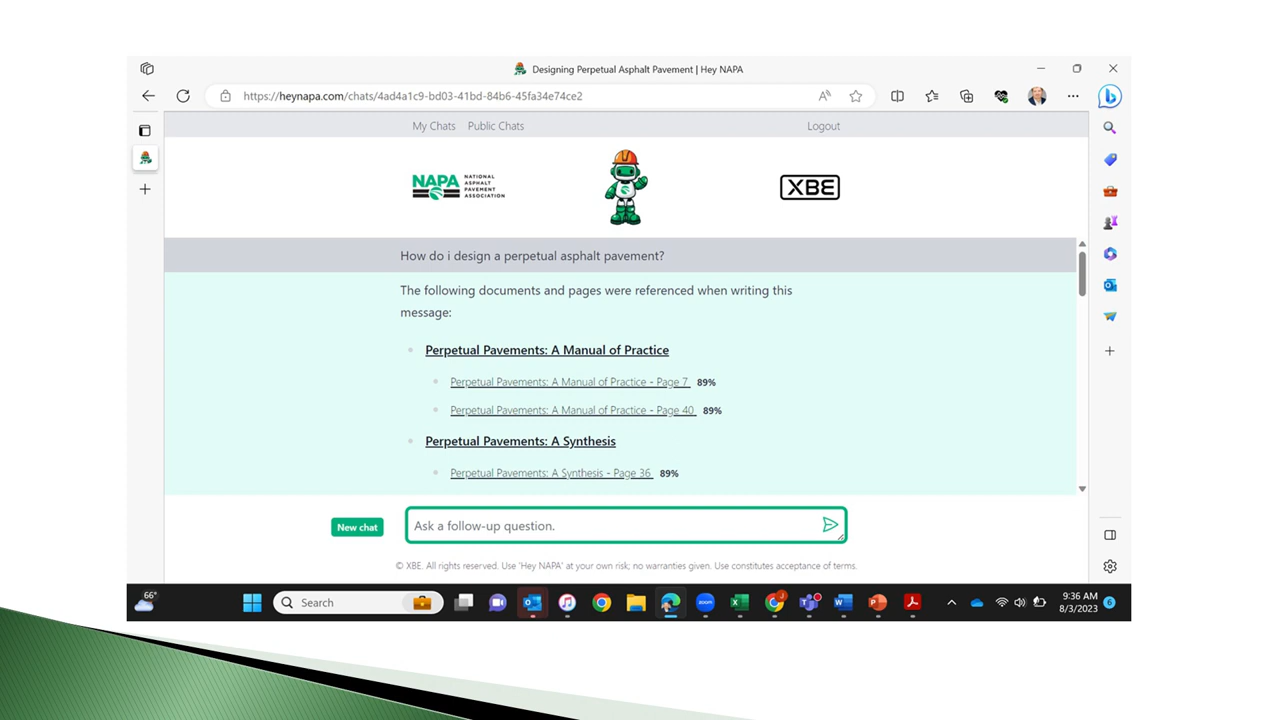 Designing Perpetual Asphalt Pavement | Hey NAPA
https://heynapa.com/chats/4ad4a1c9-bd03-41bd-84b6-45fa34e74ce2
My Chats Public Chats Logout
NAPA NATIONAL
ASPHALT
PAVEMENT
ASSOCIATION
XBE
How do i design a perpetual asphalt pavement?
The following documents and pages were referenced when writing this
message:
Perpetual Pavements: A Manual of Practice
Perpetual Pavements: A Manual of Practice - Page 7 89%
Perpetual Pavements: A Manual of Practice - Page 40 89%
Perpetual Pavements: A Synthesis
Perpetual Pavements: A Synthesis - Page 36 89%
New chat Ask a follow-up question.
© XBE. All rights reserved. Use 'Hey NAPA' at your own risk; no warranties given. Use constitutes acceptance of terms.
66°
Search
zoom
9:36 AM
8/3/2023
6